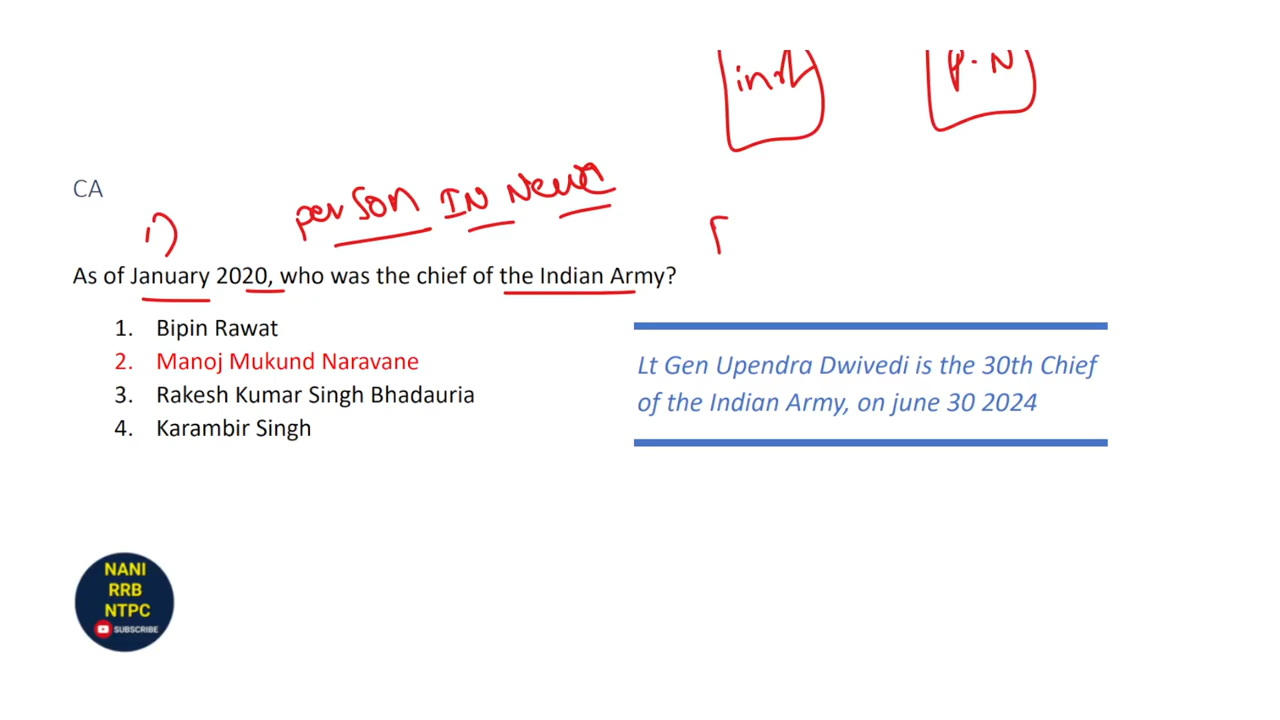 P.N
CA
person IN News
1)
As of January 2020, who was the chief of the Indian Army?
1. Bipin Rawat
2. Manoj Mukund Naravane
3. Rakesh Kumar Singh Bhadauria
4. Karambir Singh
Lt Gen Upendra Dwivedi is the 30th Chief
of the Indian Army, on june 30 2024
NANI
RRB
NTPC
SUBSCRIBE